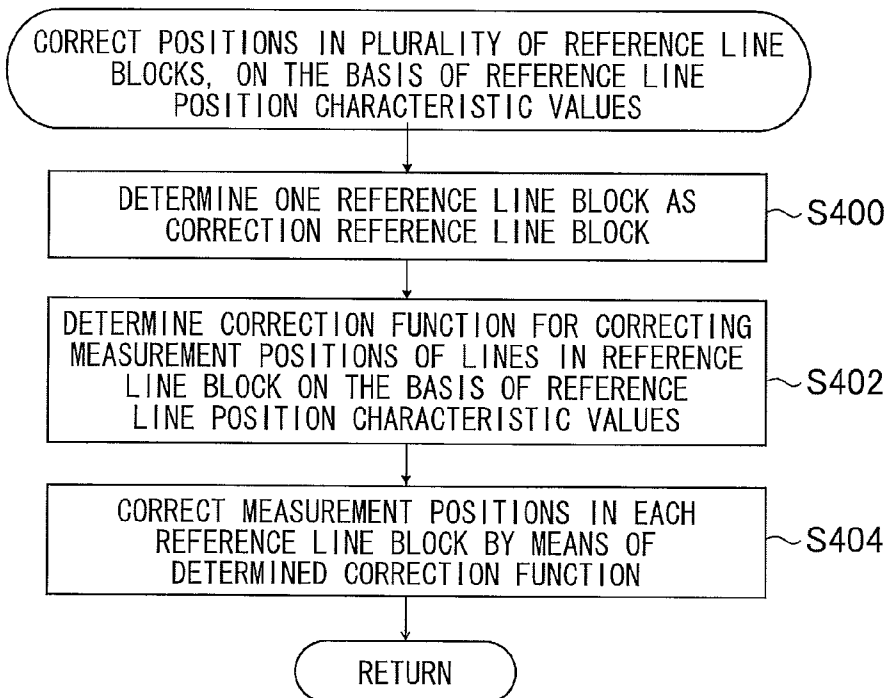 CORRECT POSITIONS IN PLURALITY OF REFERENCE LINE
BLOCKS, ON THE BASIS OF REFERENCE LINE
POSITION CHARACTERISTIC VALUES
DETERMINE ONE REFERENCE LINE BLOCK AS
CORRECTION REFERENCE LINE BLOCK
S400
DETERMINE CORRECTION FUNCTION FOR CORRECTING
MEASUREMENT POSITIONS OF LINES IN REFERENCE
LINE BLOCK ON THE BASIS OF REFERENCE
LINE POSITION CHARACTERISTIC VALUES
S402
CORRECT MEASUREMENT POSITIONS IN EACH
REFERENCE LINE BLOCK BY MEANS OF
DETERMINED CORRECTION FUNCTION
S404
RETURN